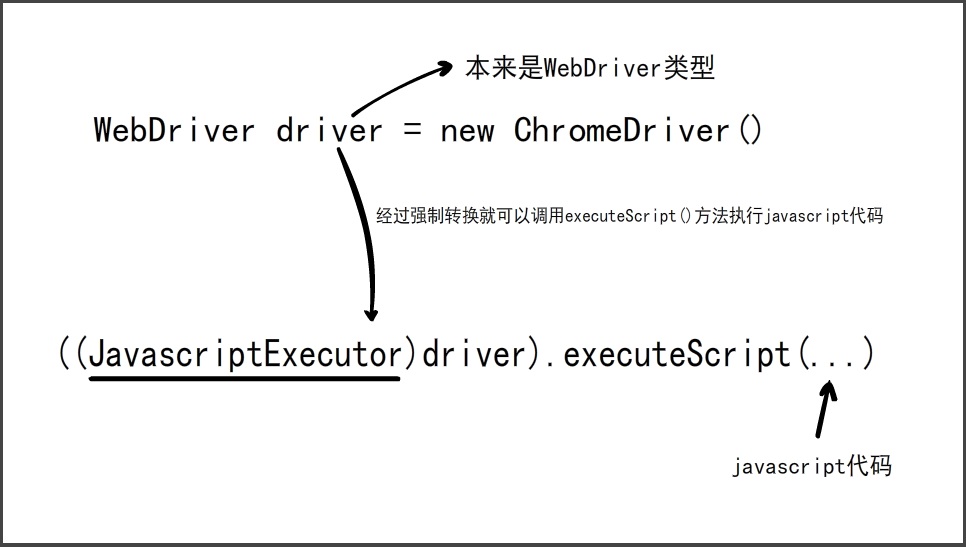 本来是WebDriver类型
WebDriver driver = new ChromeDriver()
经过强制转换就可以调用executeScript()方法执行javascript代码
((JavascriptExecutor)driver).executeScript(...)
javascript代码